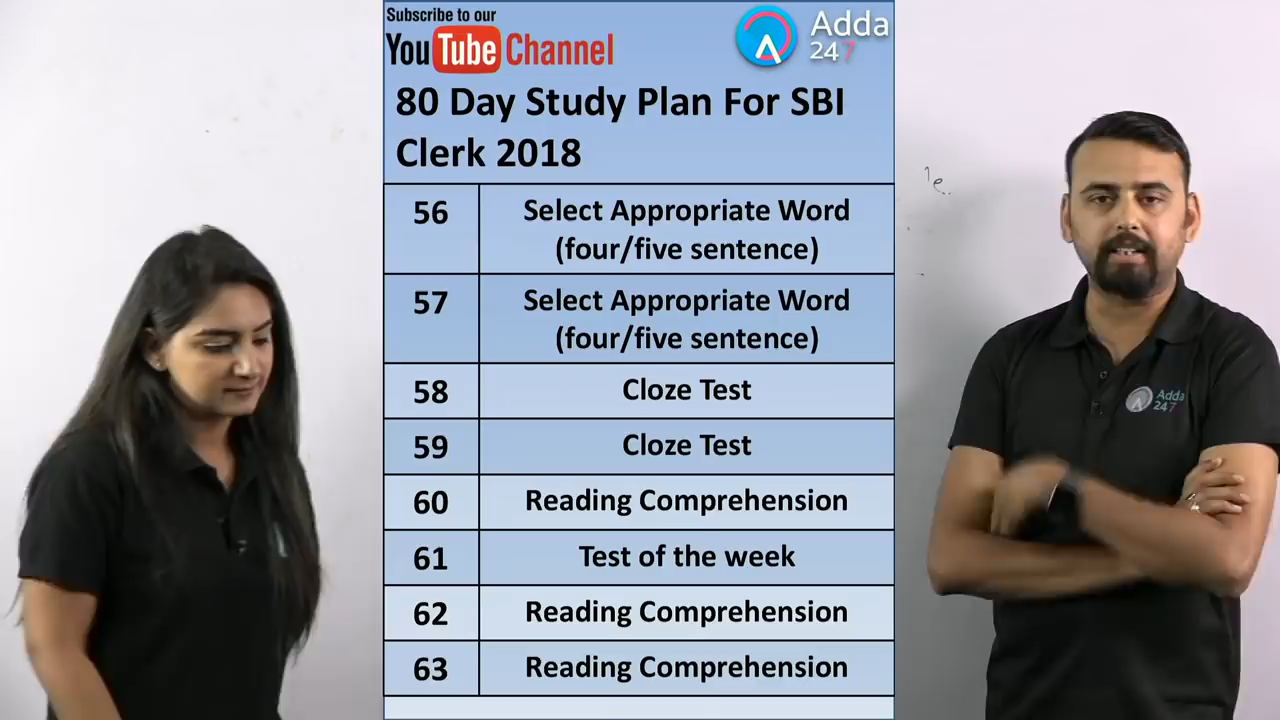 Subscribe to our
YouTube Channel
Adda
247
80 Day Study Plan For SBI
Clerk 2018
56 Select Appropriate Word
(four/five sentence)
57 Select Appropriate Word
(four/five sentence)
58 Cloze Test
59 Cloze Test
60 Reading Comprehension
61 Test of the week
62 Reading Comprehension
63 Reading Comprehension
Adda
247